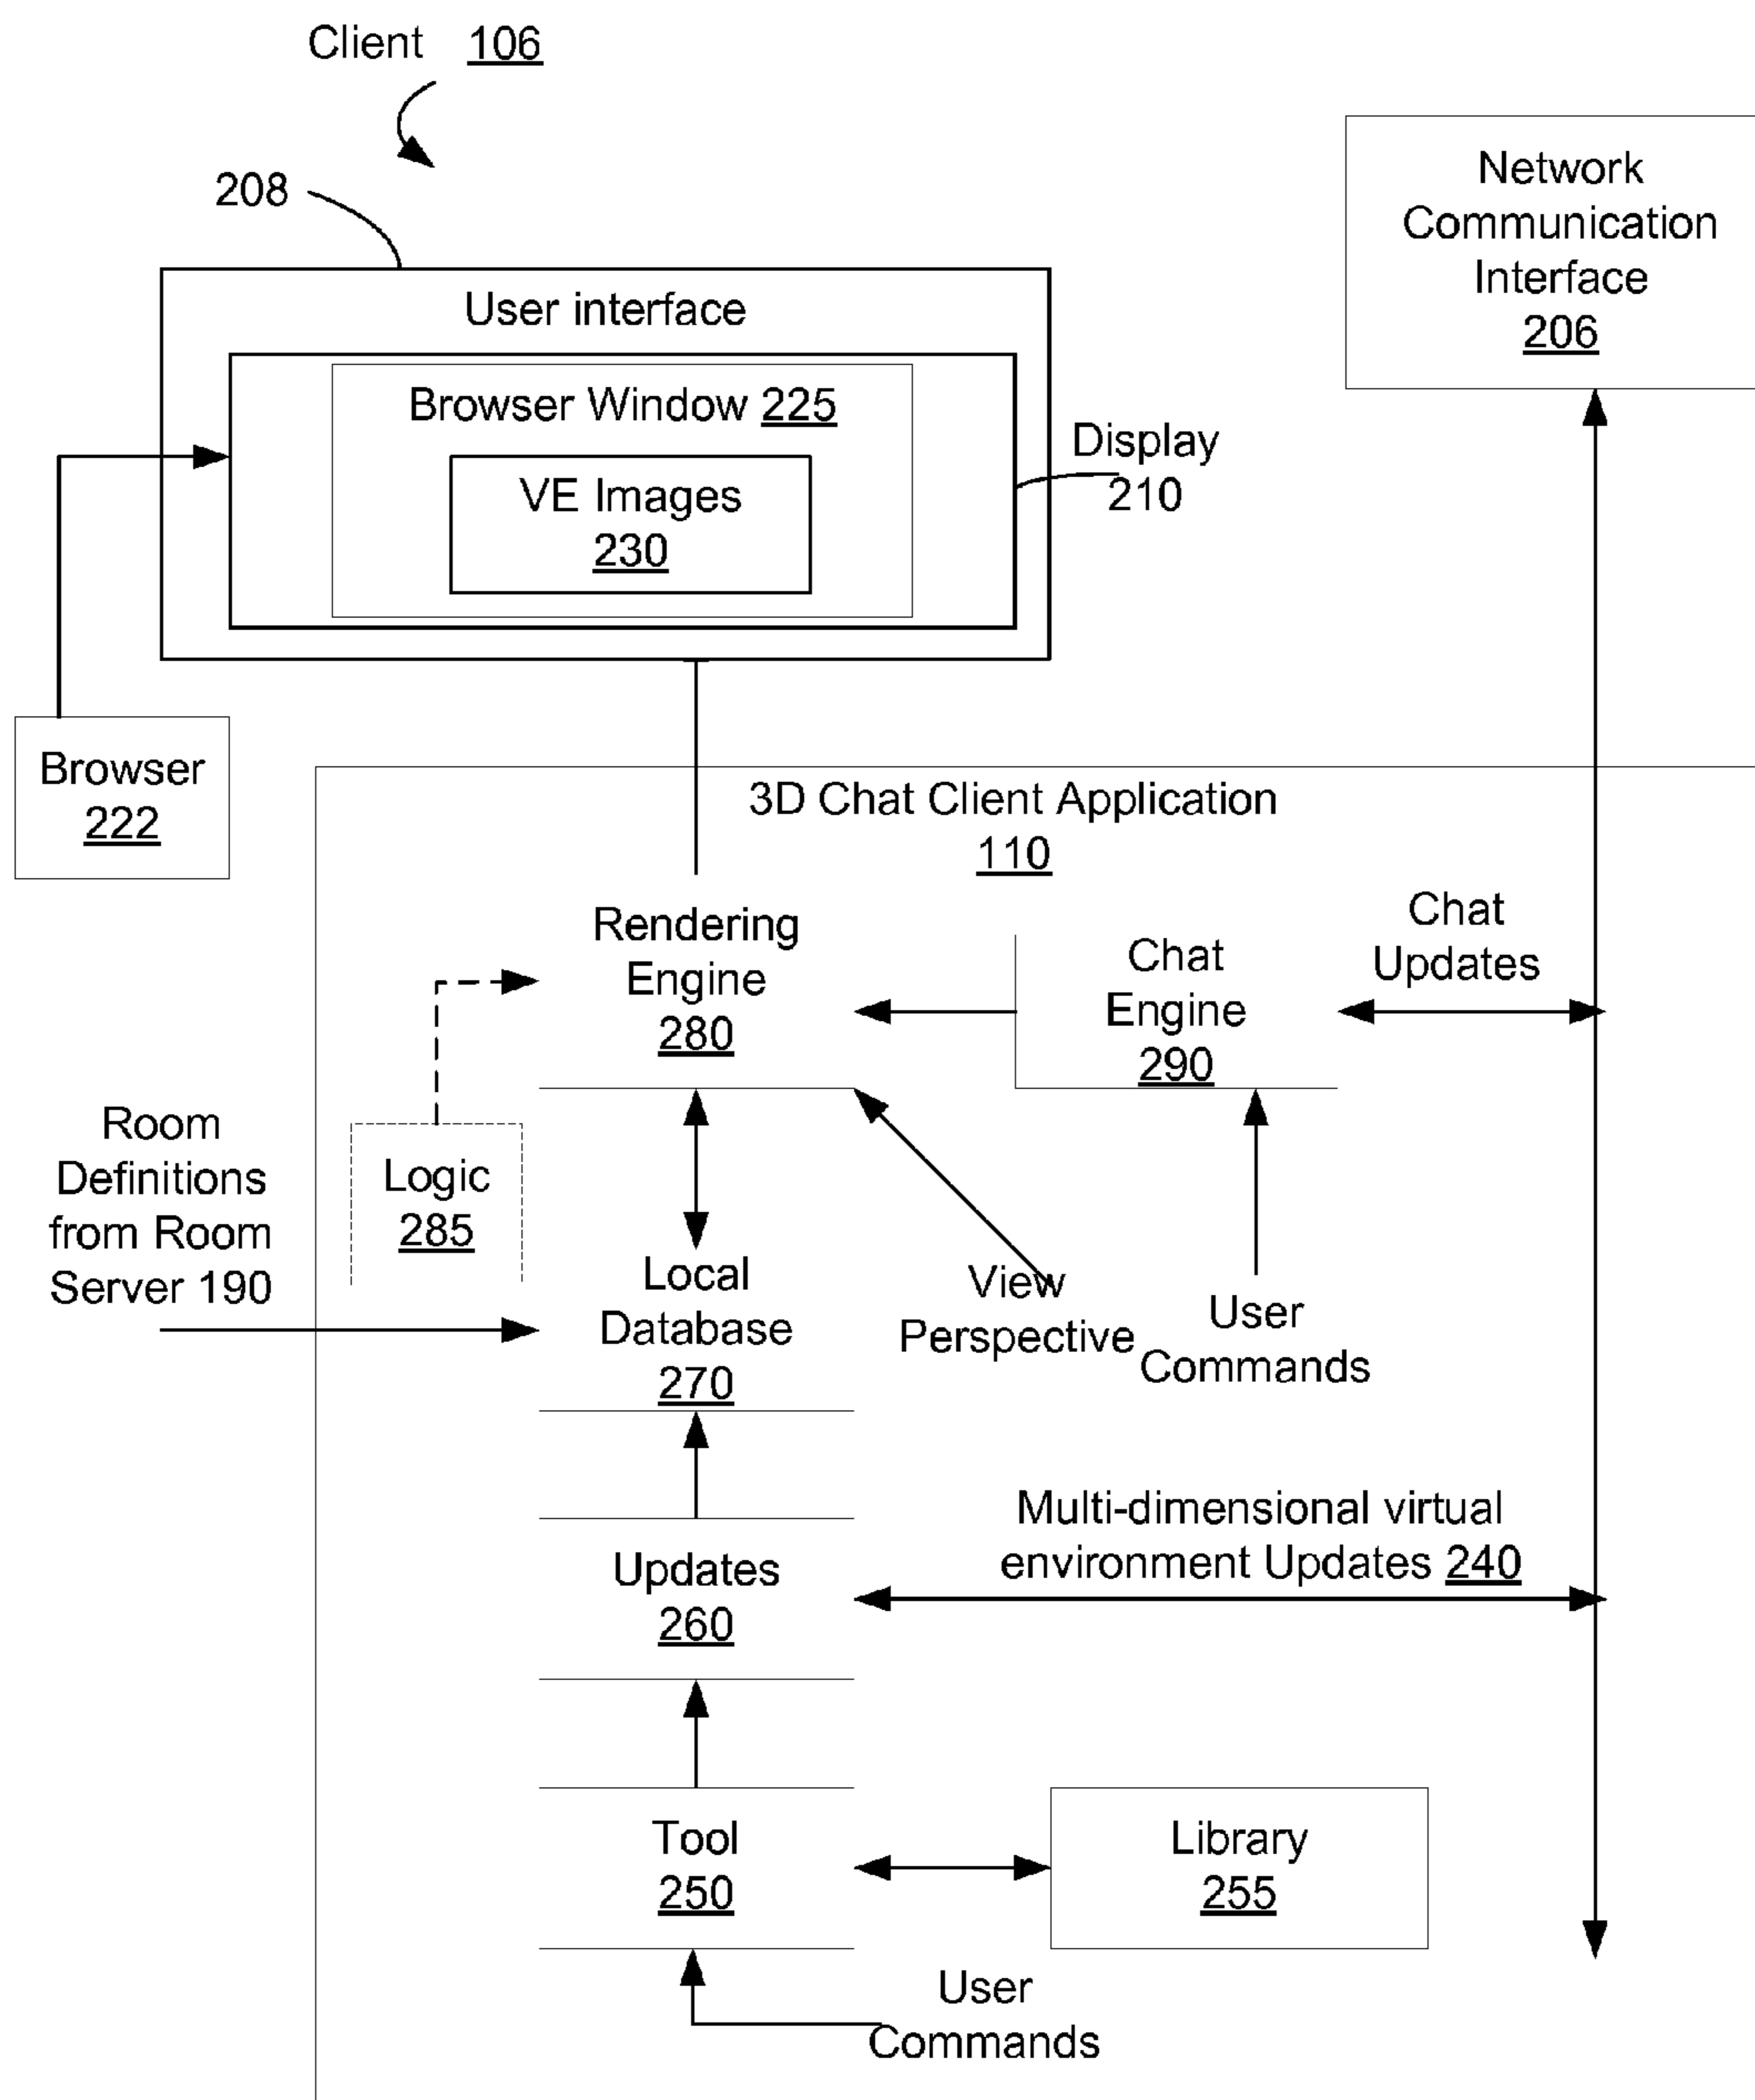 Client 106
208
User interface
Browser Window 225
VE Images
230
Display
210
Network
Communication
Interface
206
Browser
222
3D Chat Client Application
110
Rendering
Engine
280
Chat
Engine
290
Chat
Updates
Room
Definitions
from Room
Server 190
Logic
285
Local
Database
270
View
Perspective
User
Commands
Multi-dimensional virtual
environment Updates 240
Updates
260
Tool
250
Library
255
User
Commands